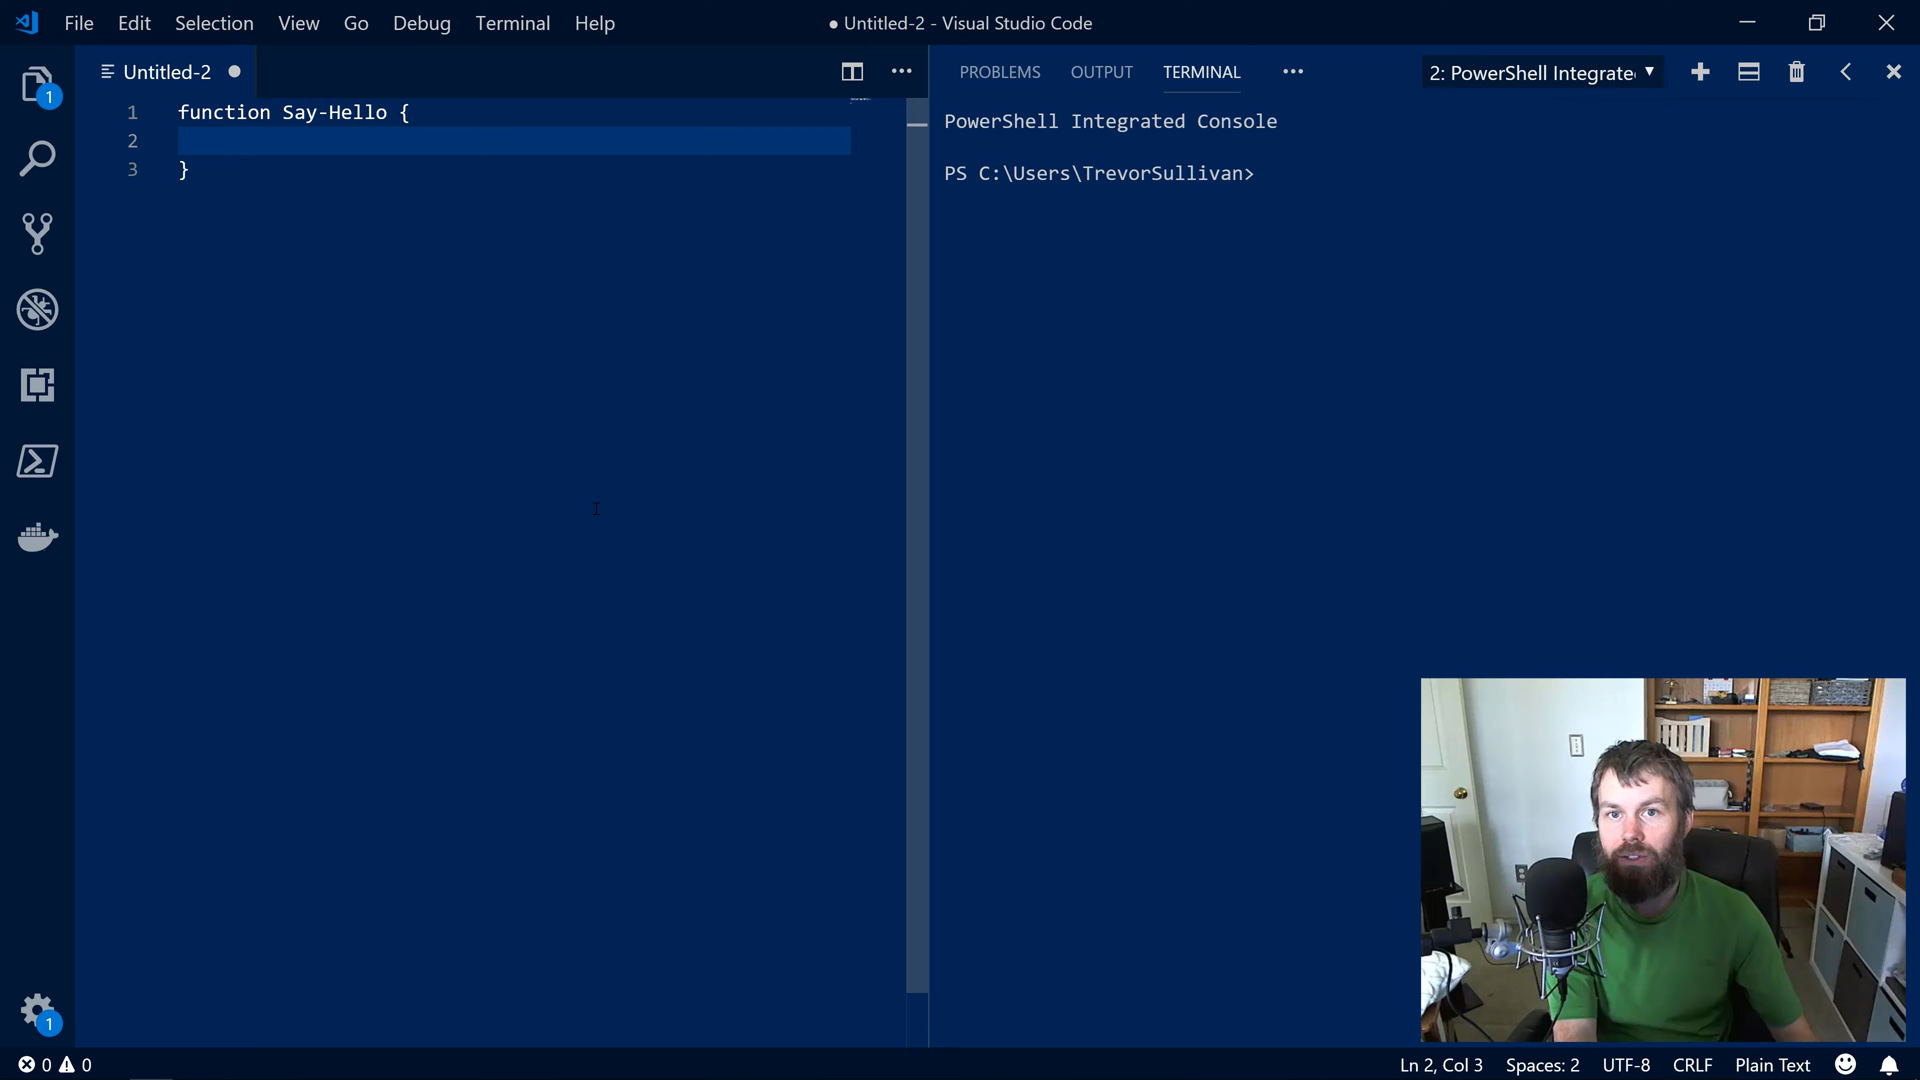 File Edit Selection View Go Debug Terminal Help
● Untitled-2 - Visual Studio Code
Untitled-2
PROBLEMS OUTPUT TERMINAL ···
2: PowerShell Integrate
1 function Say-Hello {
2
3 }
PowerShell Integrated Console
PS C:\Users\TrevorSullivan>
1
1
0 0
Ln 2, Col 3 Spaces: 2 UTF-8 CRLF Plain Text